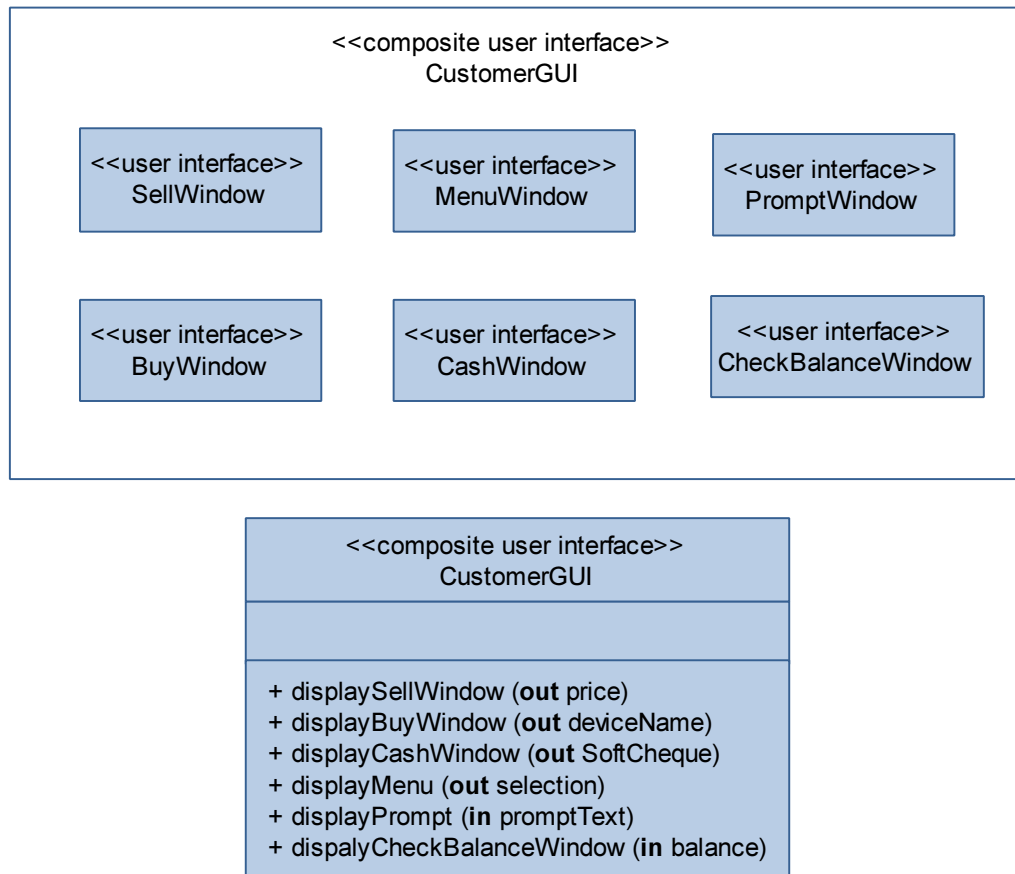 <<composite user interface>>
CustomerGUI
<<user interface>>
SellWindow
<<user interface>>
MenuWindow
<<user interface>>
PromptWindow
<<user interface>>
BuyWindow
<<user interface>>
CashWindow
<<user interface>>
CheckBalanceWindow
<<composite user interface>>
CustomerGUI
+ displaySellWindow (out price)
+ displayBuyWindow (out deviceName)
+ displayCashWindow (out SoftCheque)
+ displayMenu (out selection)
+ displayPrompt (in promptText)
+ dispalyCheckBalanceWindow (in balance)